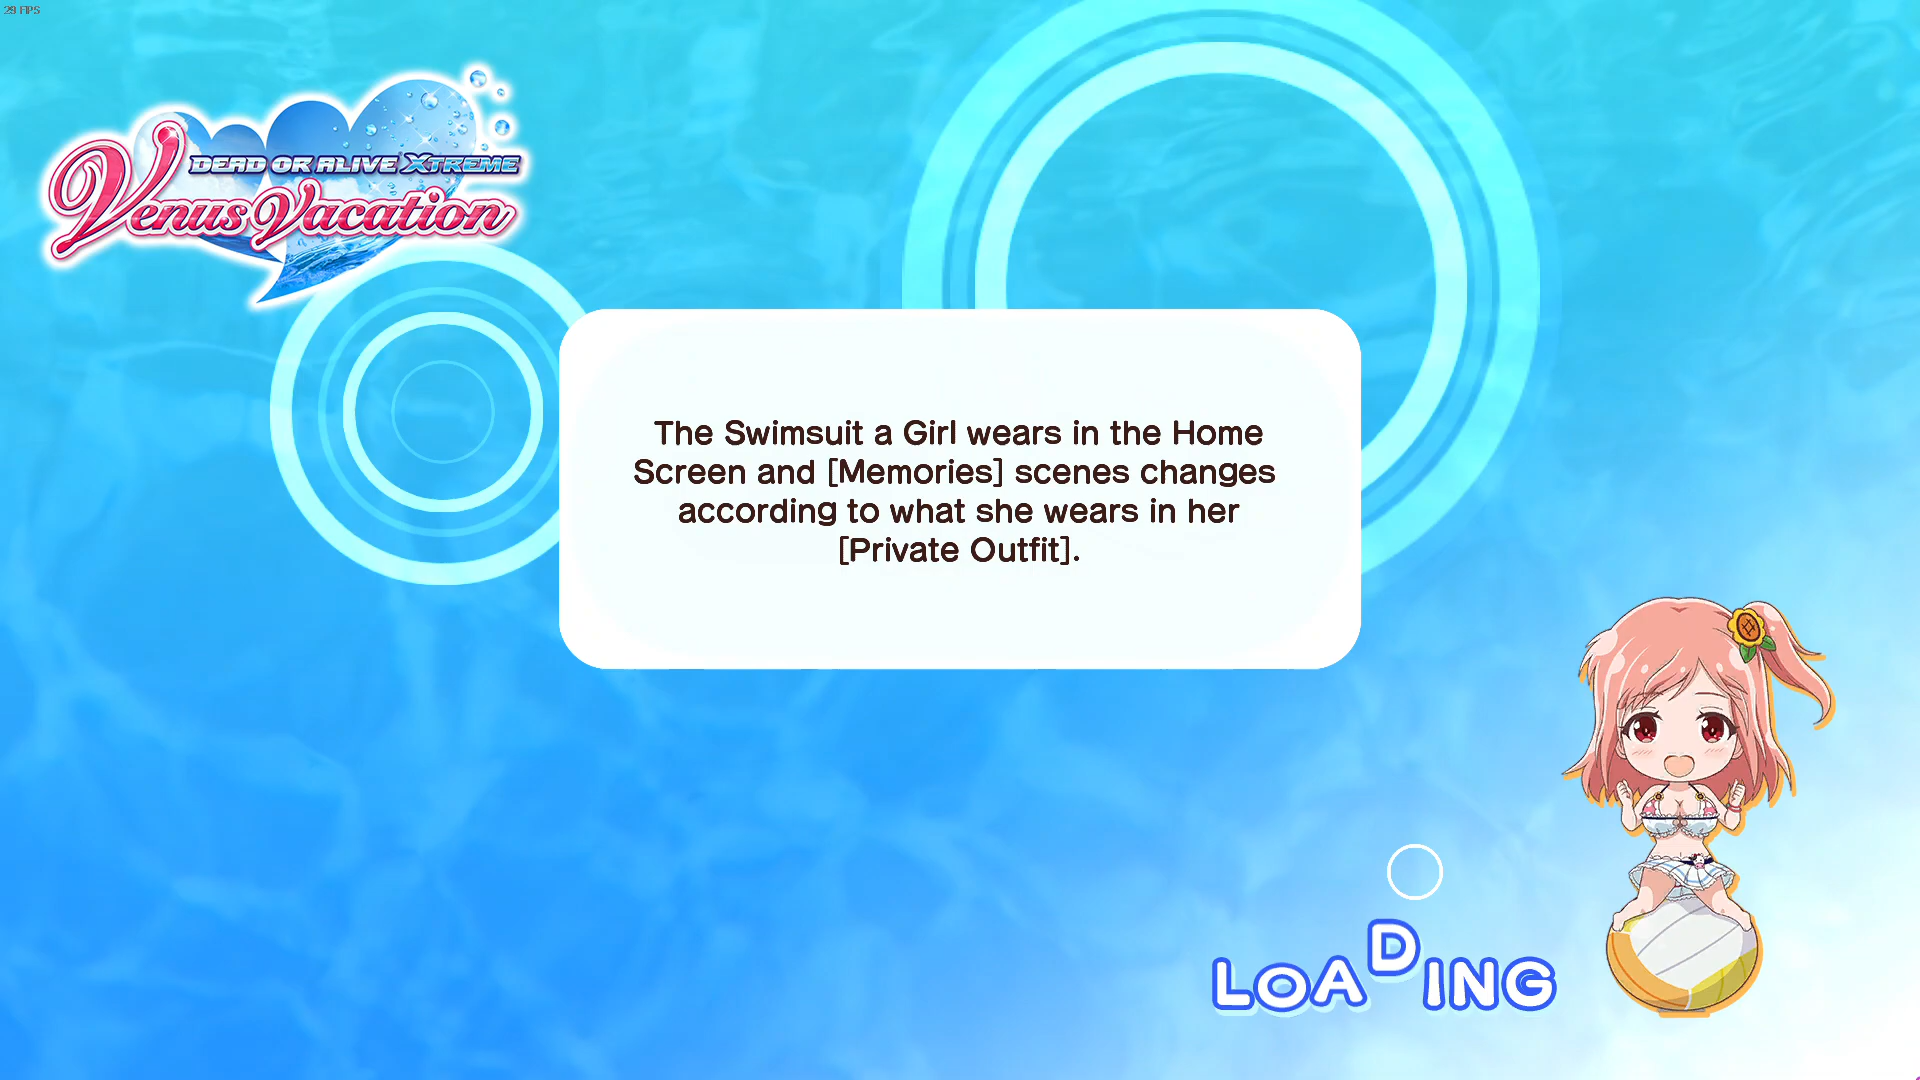 29 FPS
DEAD OR ALIVE XTREME
Venus Vacation
The Swimsuit a Girl wears in the Home
Screen and [Memories] scenes changes
according to what she wears in her
[Private Outfit].
LOADING